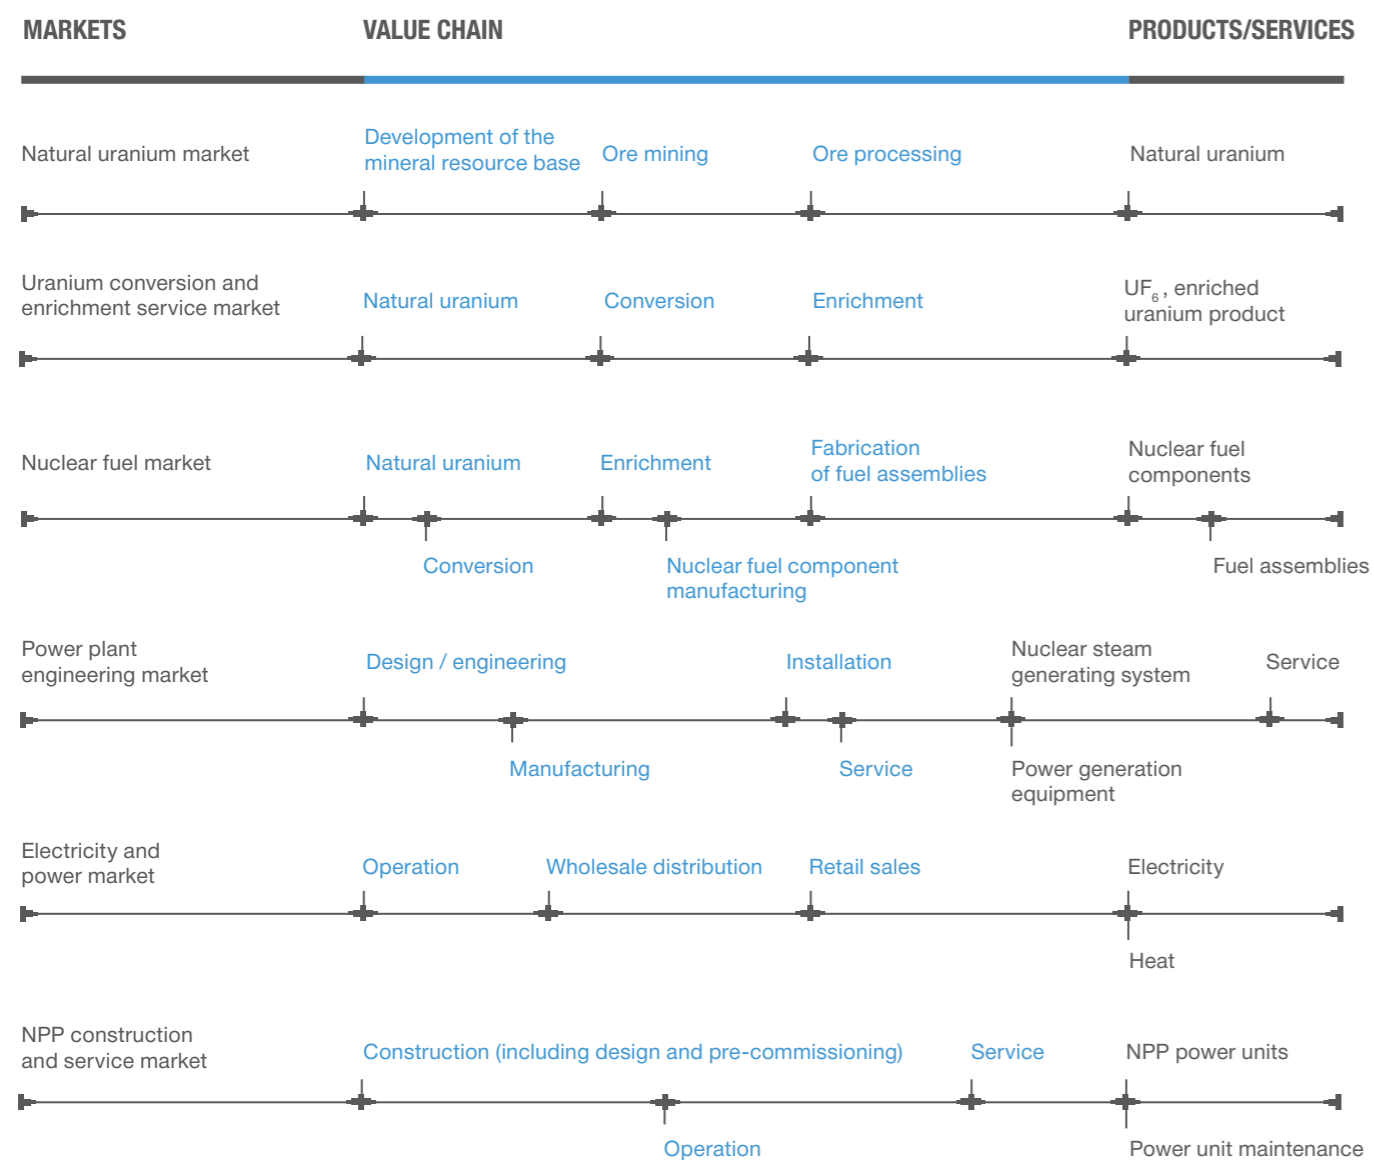 MARKETS VALUE CHAIN PRODUCTS/SERVICES
Natural uranium market
Development of the
mineral resource base
Ore mining
Ore processing
Natural uranium
Uranium conversion and
enrichment service market
Natural uranium
Conversion
Enrichment
UF₆, enriched
uranium product
Nuclear fuel market
Natural uranium
Conversion
Enrichment
Nuclear fuel component
manufacturing
Fabrication
of fuel assemblies
Nuclear fuel
components
Fuel assemblies
Power plant
engineering market
Design / engineering
Manufacturing
Installation
Service
Nuclear steam
generating system
Power generation
equipment
Service
Electricity and
power market
Operation
Wholesale distribution
Retail sales
Electricity
Heat
NPP construction
and service market
Construction (including design and pre-commissioning)
Operation
Service
NPP power units
Power unit maintenance